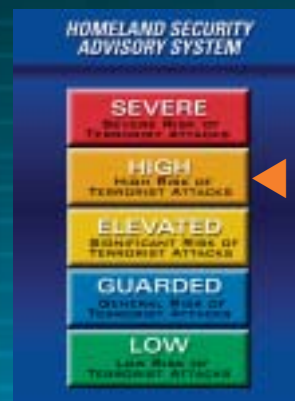 HOMELAND SECURITY
ADVISORY SYSTEM
SEVERE
SEVERE RISK OF
TERRORIST ATTACKS
HIGH
HIGH RISK OF
TERRORIST ATTACKS
ELEVATED
SIGNIFICANT RISK OF
TERRORIST ATTACKS
GUARDED
GENERAL RISK OF
TERRORIST ATTACKS
LOW
LOW RISK OF
TERRORIST ATTACKS